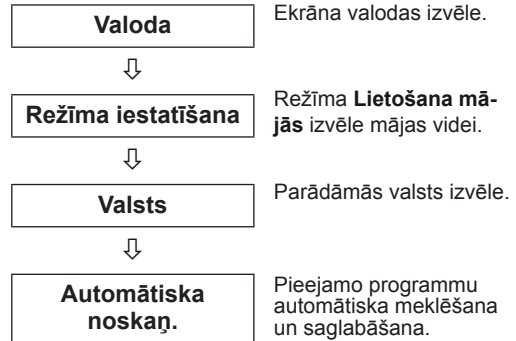 Valoda
Ekrāna valodas izvēle.
Režīma iestatīšana
Režīma Lietošana mā-
jās izvēle mājas videi.
Valsts
Parādāmās valsts izvēle.
Automātiska
noskaņ.
Pieejamo programmu
automātiska meklēšana
un saglabāšana.